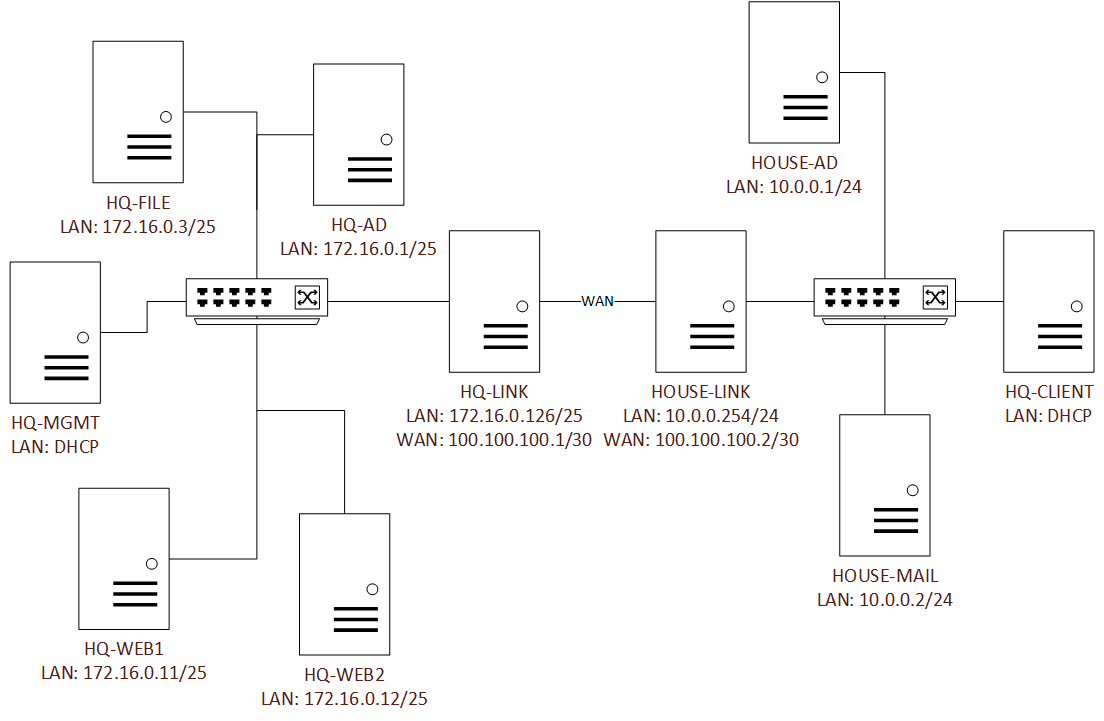 HOUSE-AD
LAN: 10.0.0.1/24
HQ-FILE
LAN: 172.16.0.3/25
HQ-AD
LAN: 172.16.0.1/25
WAN
HQ-MGMT
LAN: DHCP
HQ-LINK
LAN: 172.16.0.126/25
WAN: 100.100.100.1/30
HOUSE-LINK
LAN: 10.0.0.254/24
WAN: 100.100.100.2/30
HQ-CLIENT
LAN: DHCP
HOUSE-MAIL
LAN: 10.0.0.2/24
HQ-WEB1
LAN: 172.16.0.11/25
HQ-WEB2
LAN: 172.16.0.12/25